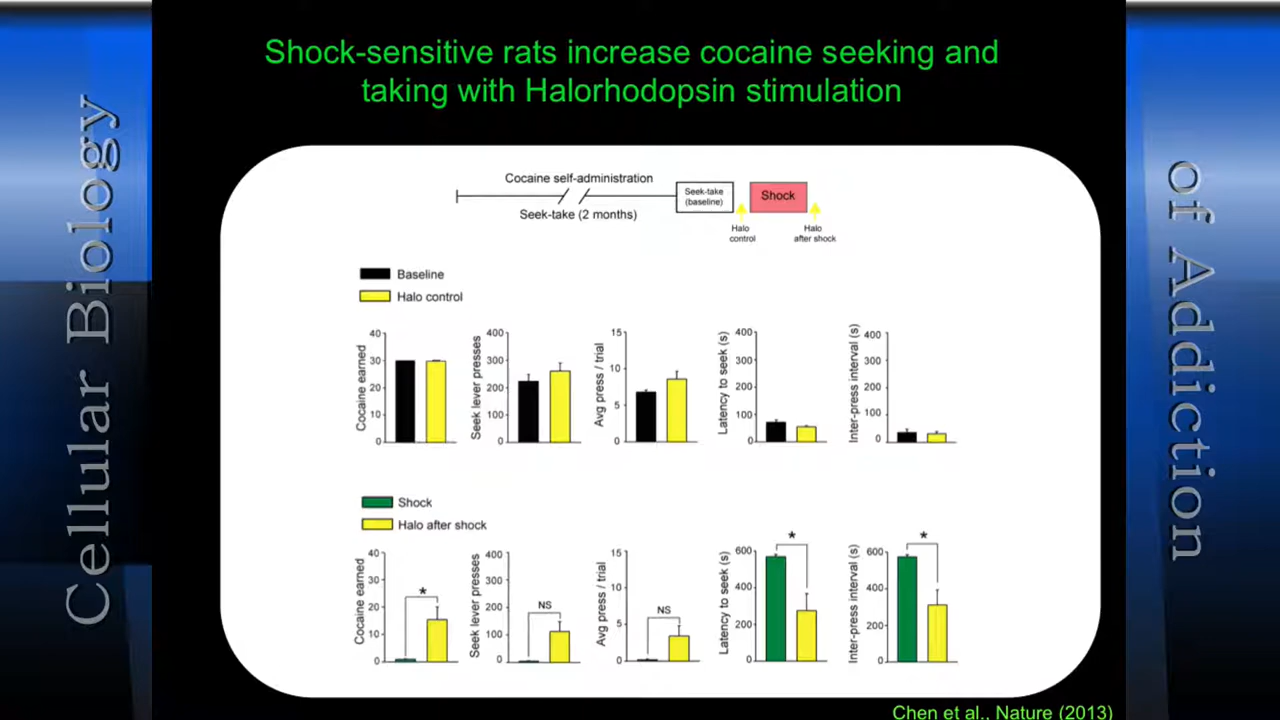 Shock-sensitive rats increase cocaine seeking and
taking with Halorhodopsin stimulation
Cellular Biology
of Addiction
Cocaine self-administration
Seek-take (2 months)
Seek-take
(baseline)
Shock
Halo
control
Halo
after shock
Baseline
Halo control
Cocaine earned
40
30
20
10
0
Seek lever presses
400
300
200
100
0
Avg press / trial
15
10
5
0
Latency to seek (s)
400
300
200
100
0
Inter-press interval (s)
400
300
200
100
0
Shock
Halo after shock
Cocaine earned
40
30
20
10
0
*
Seek lever presses
400
300
200
100
0
NS
Avg press / trial
15
10
5
0
NS
Latency to seek (s)
600
400
200
0
*
Inter-press interval (s)
600
400
200
0
*
Chen et al., Nature (2013)